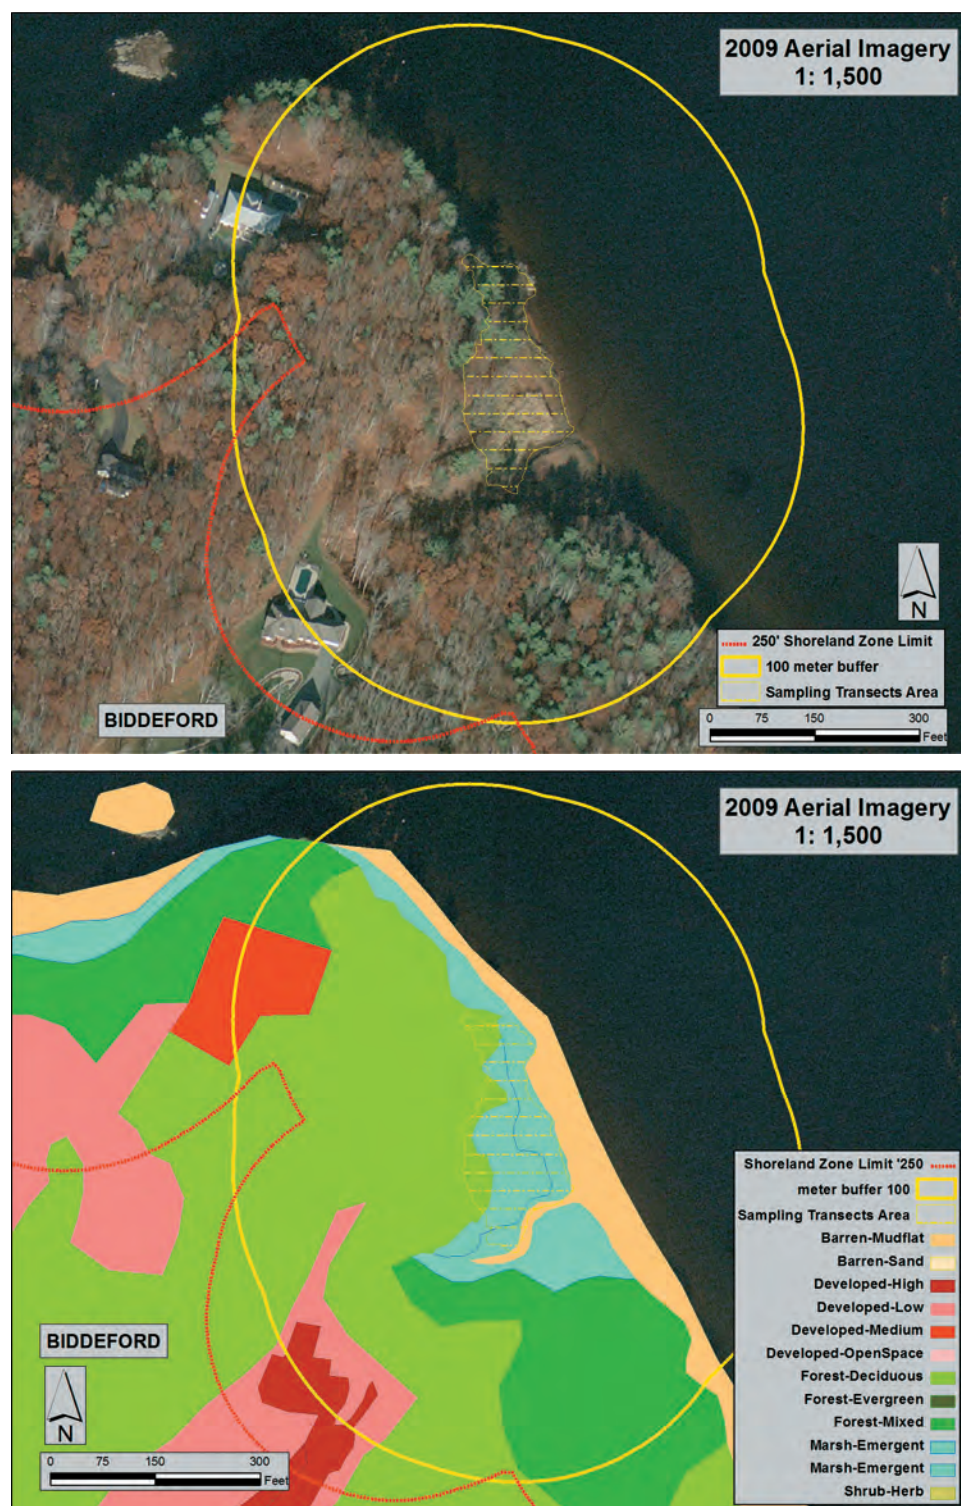 2009 Aerial Imagery
1: 1,500
N
250' Shoreland Zone Limit
100 meter buffer
Sampling Transects Area
BIDDEFORD
0 75 150 300
Feet
2009 Aerial Imagery
1: 1,500
Shoreland Zone Limit '250
meter buffer 100
Sampling Transects Area
Barren-Mudflat
Barren-Sand
Developed-High
Developed-Low
Developed-Medium
Developed-OpenSpace
Forest-Deciduous
Forest-Evergreen
Forest-Mixed
Marsh-Emergent
Marsh-Emergent
Shrub-Herb
BIDDEFORD
N
0 75 150 300
Feet